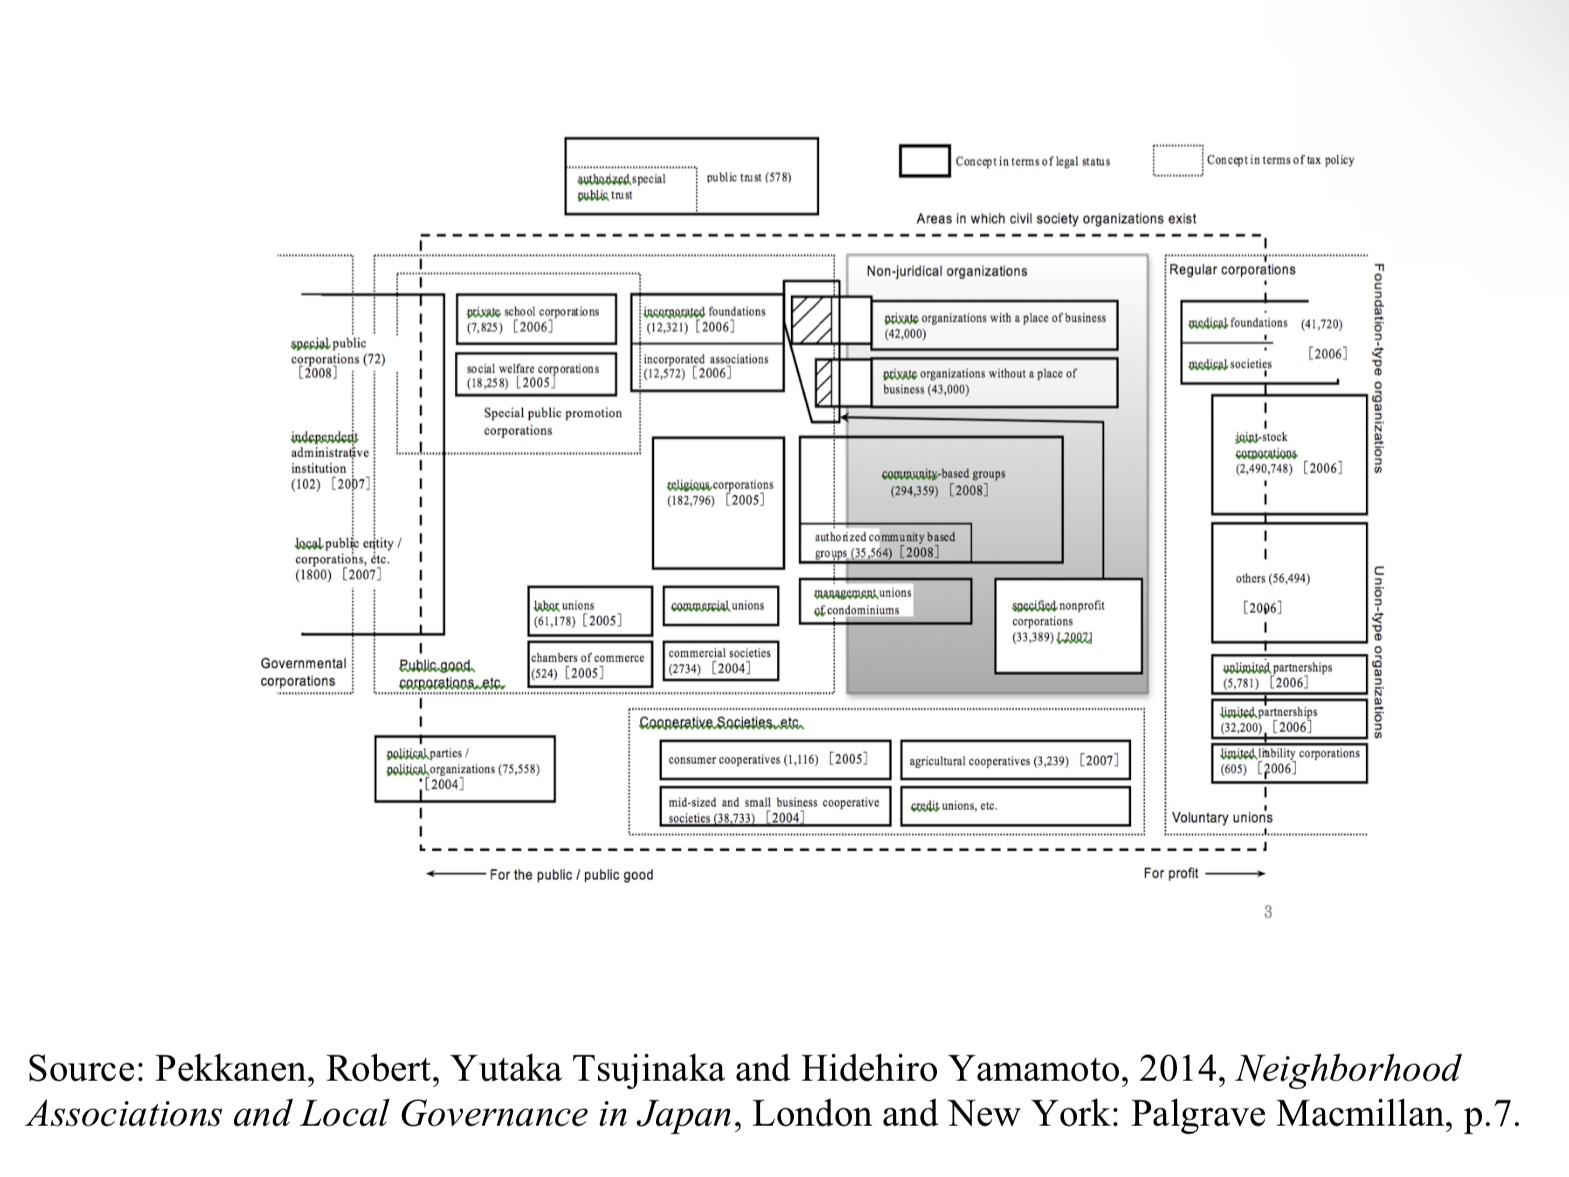 authorized special
public trust
public trust (578)
Concept in terms of legal status
Concept in terms of tax policy
Areas in which civil society organizations exist
special public
corporations (72)
[2008]
independent
administrative
institution
(102) [2007]
local public entity /
corporations, etc.
(1800) [2007]
Governmental
corporations
private school corporations
(7,825) [2006]
social welfare corporations
(18,258) [2005]
Special public promotion
corporations
incorporated foundations
(12,321) [2006]
incorporated associations
(12,572) [2006]
religious corporations
(182,796) [2005]
labor unions
(61,178) [2005]
commercial unions
chambers of commerce
(524) [2005]
commercial societies
(2734) [2004]
Public good
corporations, etc.
Non-juridical organizations
private organizations with a place of business
(42,000)
private organizations without a place of
business (43,000)
community-based groups
(294,359) [2008]
authorized community based
groups (35,564) [2008]
management unions
of condominiums
specified nonprofit
corporations
(33,389) [2007]
Regular corporations
medical foundations (41,720)
[2006]
medical societies
joint-stock
corporations
(2,490,748) [2006]
others (56,494)
[2006]
unlimited partnerships
(5,781) [2006]
limited partnerships
(32,200) [2006]
limited liability corporations
(605) [2006]
Voluntary unions
Foundation-type organizations
Union-type organizations
political parties /
political organizations (75,558)
[2004]
Cooperative Societies, etc.
consumer cooperatives (1,116) [2005]
agricultural cooperatives (3,239) [2007]
mid-sized and small business cooperative
societies (38,733) [2004]
credit unions, etc.
For the public / public good
For profit
3
Source: Pekkanen, Robert, Yutaka Tsujinaka and Hidehiro Yamamoto, 2014, Neighborhood
Associations and Local Governance in Japan, London and New York: Palgrave Macmillan, p.7.